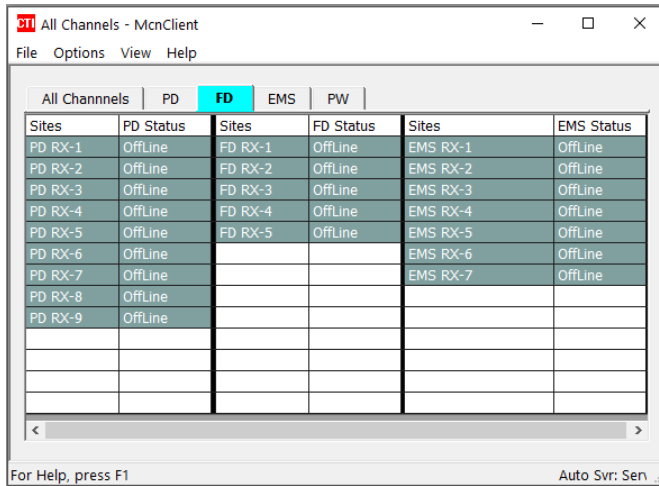 CTI All Channels - McnClient
File Options View Help
All Channnels PD FD EMS PW
Sites PD Status Sites FD Status Sites EMS Status
PD RX-1 OffLine FD RX-1 OffLine EMS RX-1 OffLine
PD RX-2 OffLine FD RX-2 OffLine EMS RX-2 OffLine
PD RX-3 OffLine FD RX-3 OffLine EMS RX-3 OffLine
PD RX-4 OffLine FD RX-4 OffLine EMS RX-4 OffLine
PD RX-5 OffLine FD RX-5 OffLine EMS RX-5 OffLine
PD RX-6 OffLine EMS RX-6 OffLine
PD RX-7 OffLine EMS RX-7 OffLine
PD RX-8 OffLine
PD RX-9 OffLine
For Help, press F1 Auto Svr: